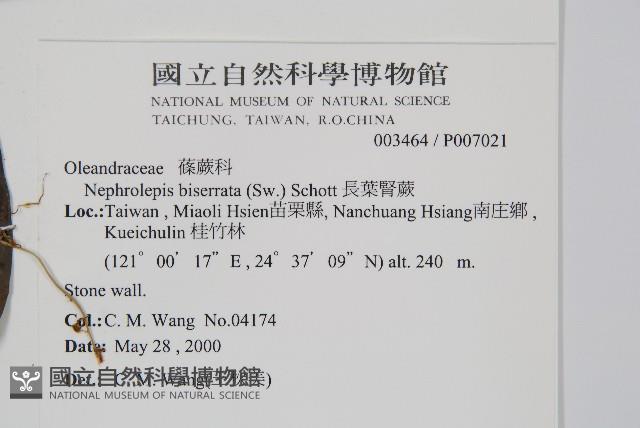 國立自然科學博物館
NATIONAL MUSEUM OF NATURAL SCIENCE
TAICHUNG, TAIWAN, R.O.CHINA
003464 / P007021
Oleandraceae 蓧蕨科
Nephrolepis biserrata (Sw.) Schott 長葉腎蕨
Loc.:Taiwan , Miaoli Hsien苗栗縣, Nanchuang Hsiang南庄鄉 ,
Kueichulin 桂竹林
(121° 00′ 17” E , 24° 37′ 09” N) alt. 240 m.
Stone wall.
Col.: C. M. Wang No.04174
Date: May 28 , 2000
Det.: C. M. Wang
國立自然科學博物館
NATIONAL MUSEUM OF NATURAL SCIENCE